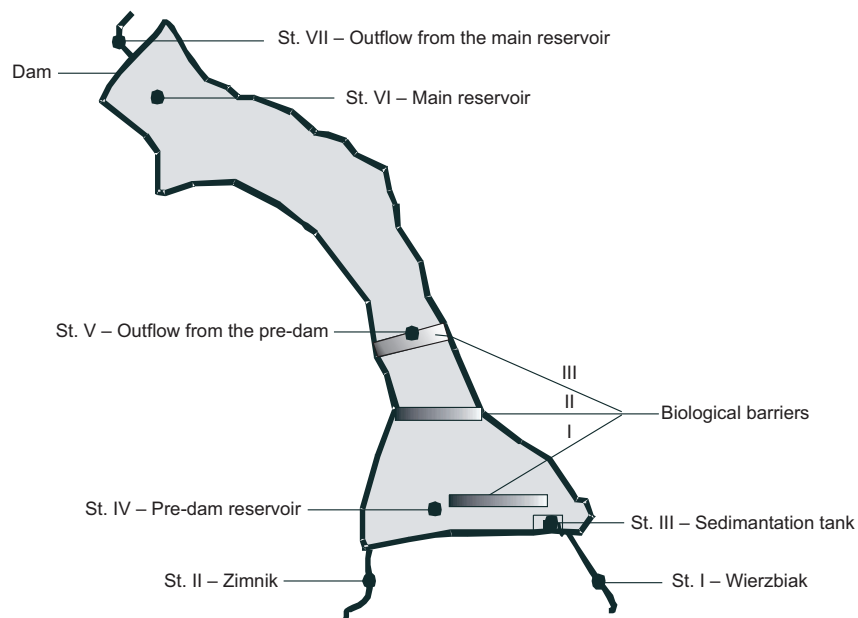 St. VII – Outflow from the main reservoir
Dam
St. VI – Main reservoir
St. V – Outflow from the pre-dam
III
II
Biological barriers
I
St. IV – Pre-dam reservoir
St. III – Sedimantation tank
St. II – Zimnik
St. I – Wierzbiak